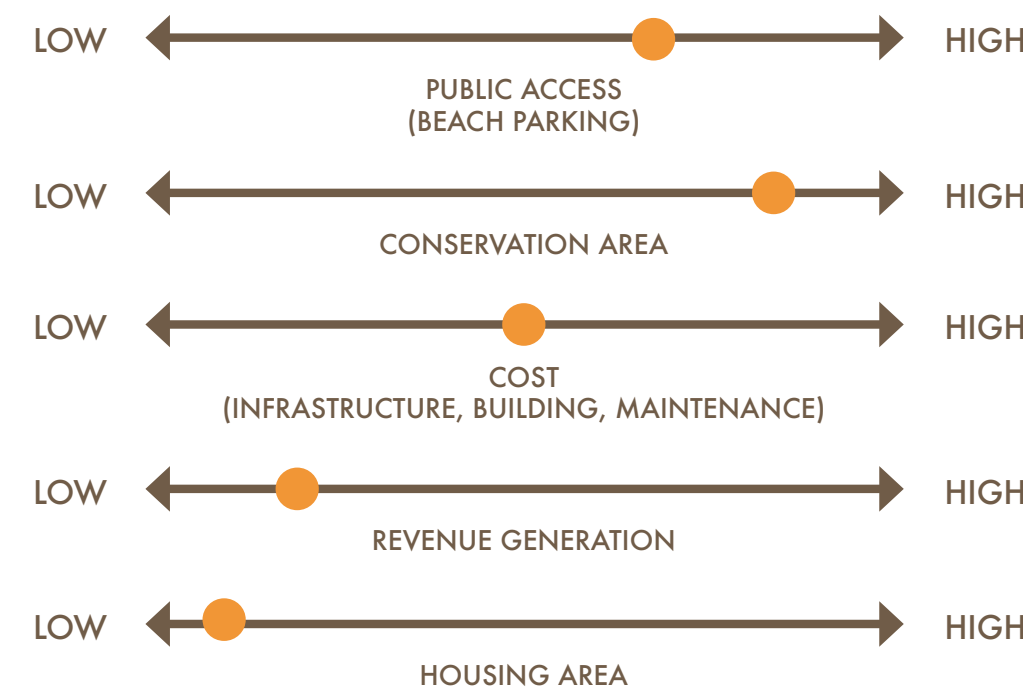 LOW HIGH
PUBLIC ACCESS
(BEACH PARKING)
LOW HIGH
CONSERVATION AREA
LOW HIGH
COST
(INFRASTRUCTURE, BUILDING, MAINTENANCE)
LOW HIGH
REVENUE GENERATION
LOW HIGH
HOUSING AREA